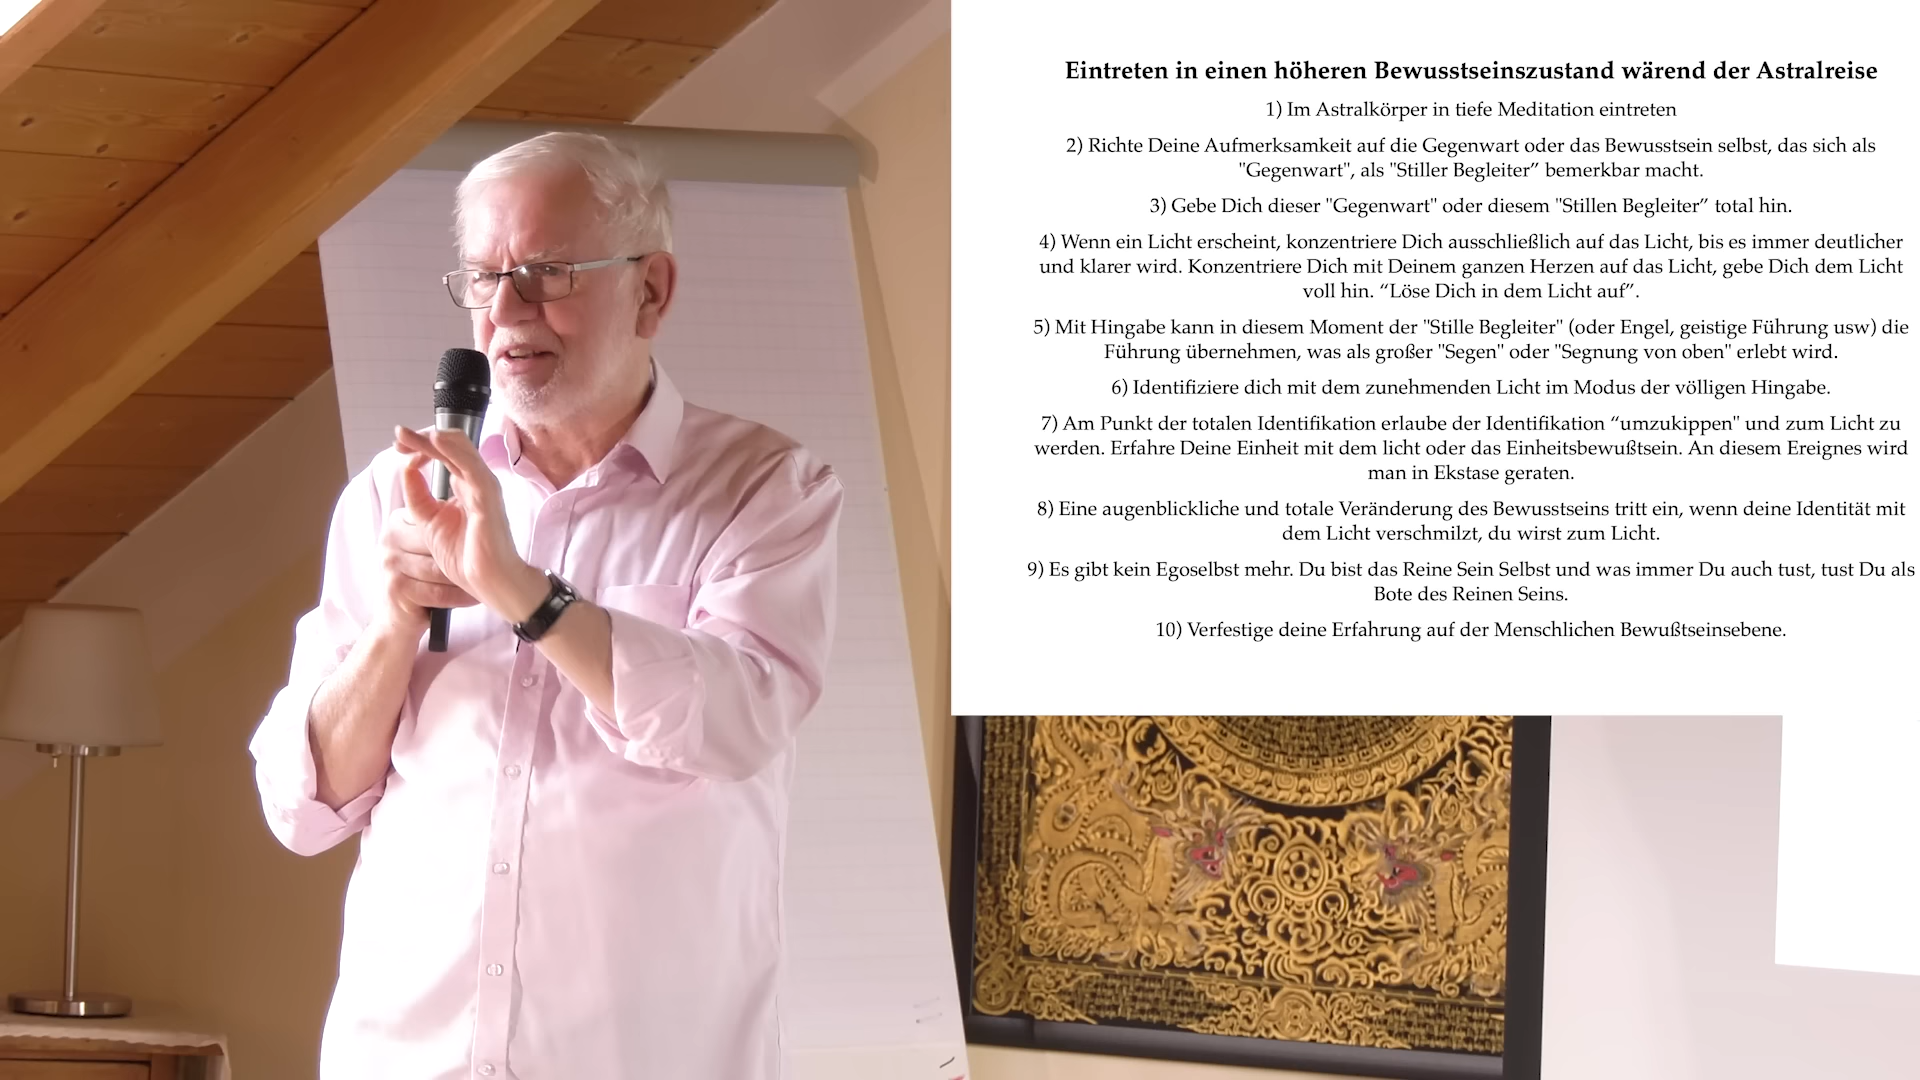 Eintreten in einen höheren Bewusstseinszustand wärend der Astralreise
1) Im Astralkörper in tiefe Meditation eintreten
2) Richte Deine Aufmerksamkeit auf die Gegenwart oder das Bewusstsein selbst, das sich als
"Gegenwart", als "Stiller Begleiter” bemerkbar macht.
3) Gebe Dich dieser "Gegenwart" oder diesem "Stillen Begleiter” total hin.
4) Wenn ein Licht erscheint, konzentriere Dich ausschließlich auf das Licht, bis es immer deutlicher
und klarer wird. Konzentriere Dich mit Deinem ganzen Herzen auf das Licht, gebe Dich dem Licht
voll hin. “Löse Dich in dem Licht auf”.
5) Mit Hingabe kann in diesem Moment der "Stille Begleiter" (oder Engel, geistige Führung usw) die
Führung übernehmen, was als großer "Segen" oder "Segnung von oben" erlebt wird.
6) Identifiziere dich mit dem zunehmenden Licht im Modus der völligen Hingabe.
7) Am Punkt der totalen Identifikation erlaube der Identifikation “umzukippen" und zum Licht zu
werden. Erfahre Deine Einheit mit dem licht oder das Einheitsbewußtsein. An diesem Ereignes wird
man in Ekstase geraten.
8) Eine augenblickliche und totale Veränderung des Bewusstseins tritt ein, wenn deine Identität mit
dem Licht verschmilzt, du wirst zum Licht.
9) Es gibt kein Egoselbst mehr. Du bist das Reine Sein Selbst und was immer Du auch tust, tust Du als
Bote des Reinen Seins.
10) Verfestige deine Erfahrung auf der Menschlichen Bewußtseinsebene.